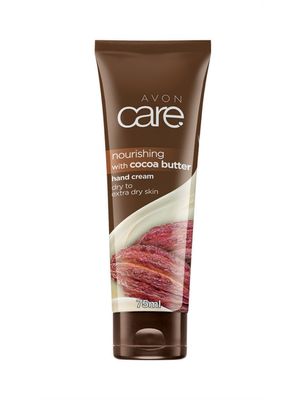 AVON
care.
nourishing
with cocoa butter
hand cream
dry to
extra dry skin
75ml